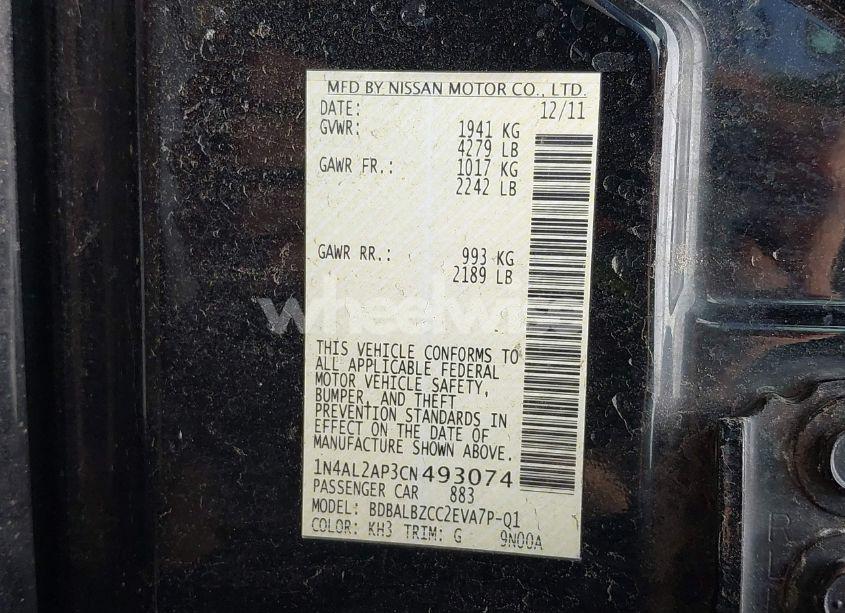 MFD BY NISSAN MOTOR CO., LTD.
DATE: 12/11
GVWR: 1941 KG
4279 LB
GAWR FR.: 1017 KG
2242 LB
GAWR RR.: 993 KG
2189 LB
wheelwire
THIS VEHICLE CONFORMS TO
ALL APPLICABLE FEDERAL
MOTOR VEHICLE SAFETY,
BUMPER, AND THEFT
PREVENTION STANDARDS IN
EFFECT ON THE DATE OF
MANUFACTURE SHOWN ABOVE.
1N4AL2AP3CN493074
PASSENGER CAR 883
MODEL: BDBALBZCC2EVA7P-Q1
COLOR: KH3 TRIM: G 9N00A